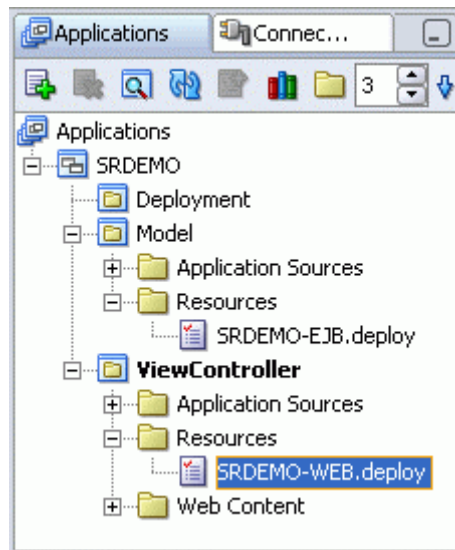 Applications
Connec...
3
Applications
SRDEMO
Deployment
Model
Application Sources
Resources
SRDEMO-EJB.deploy
ViewController
Application Sources
Resources
SRDEMO-WEB.deploy
Web Content